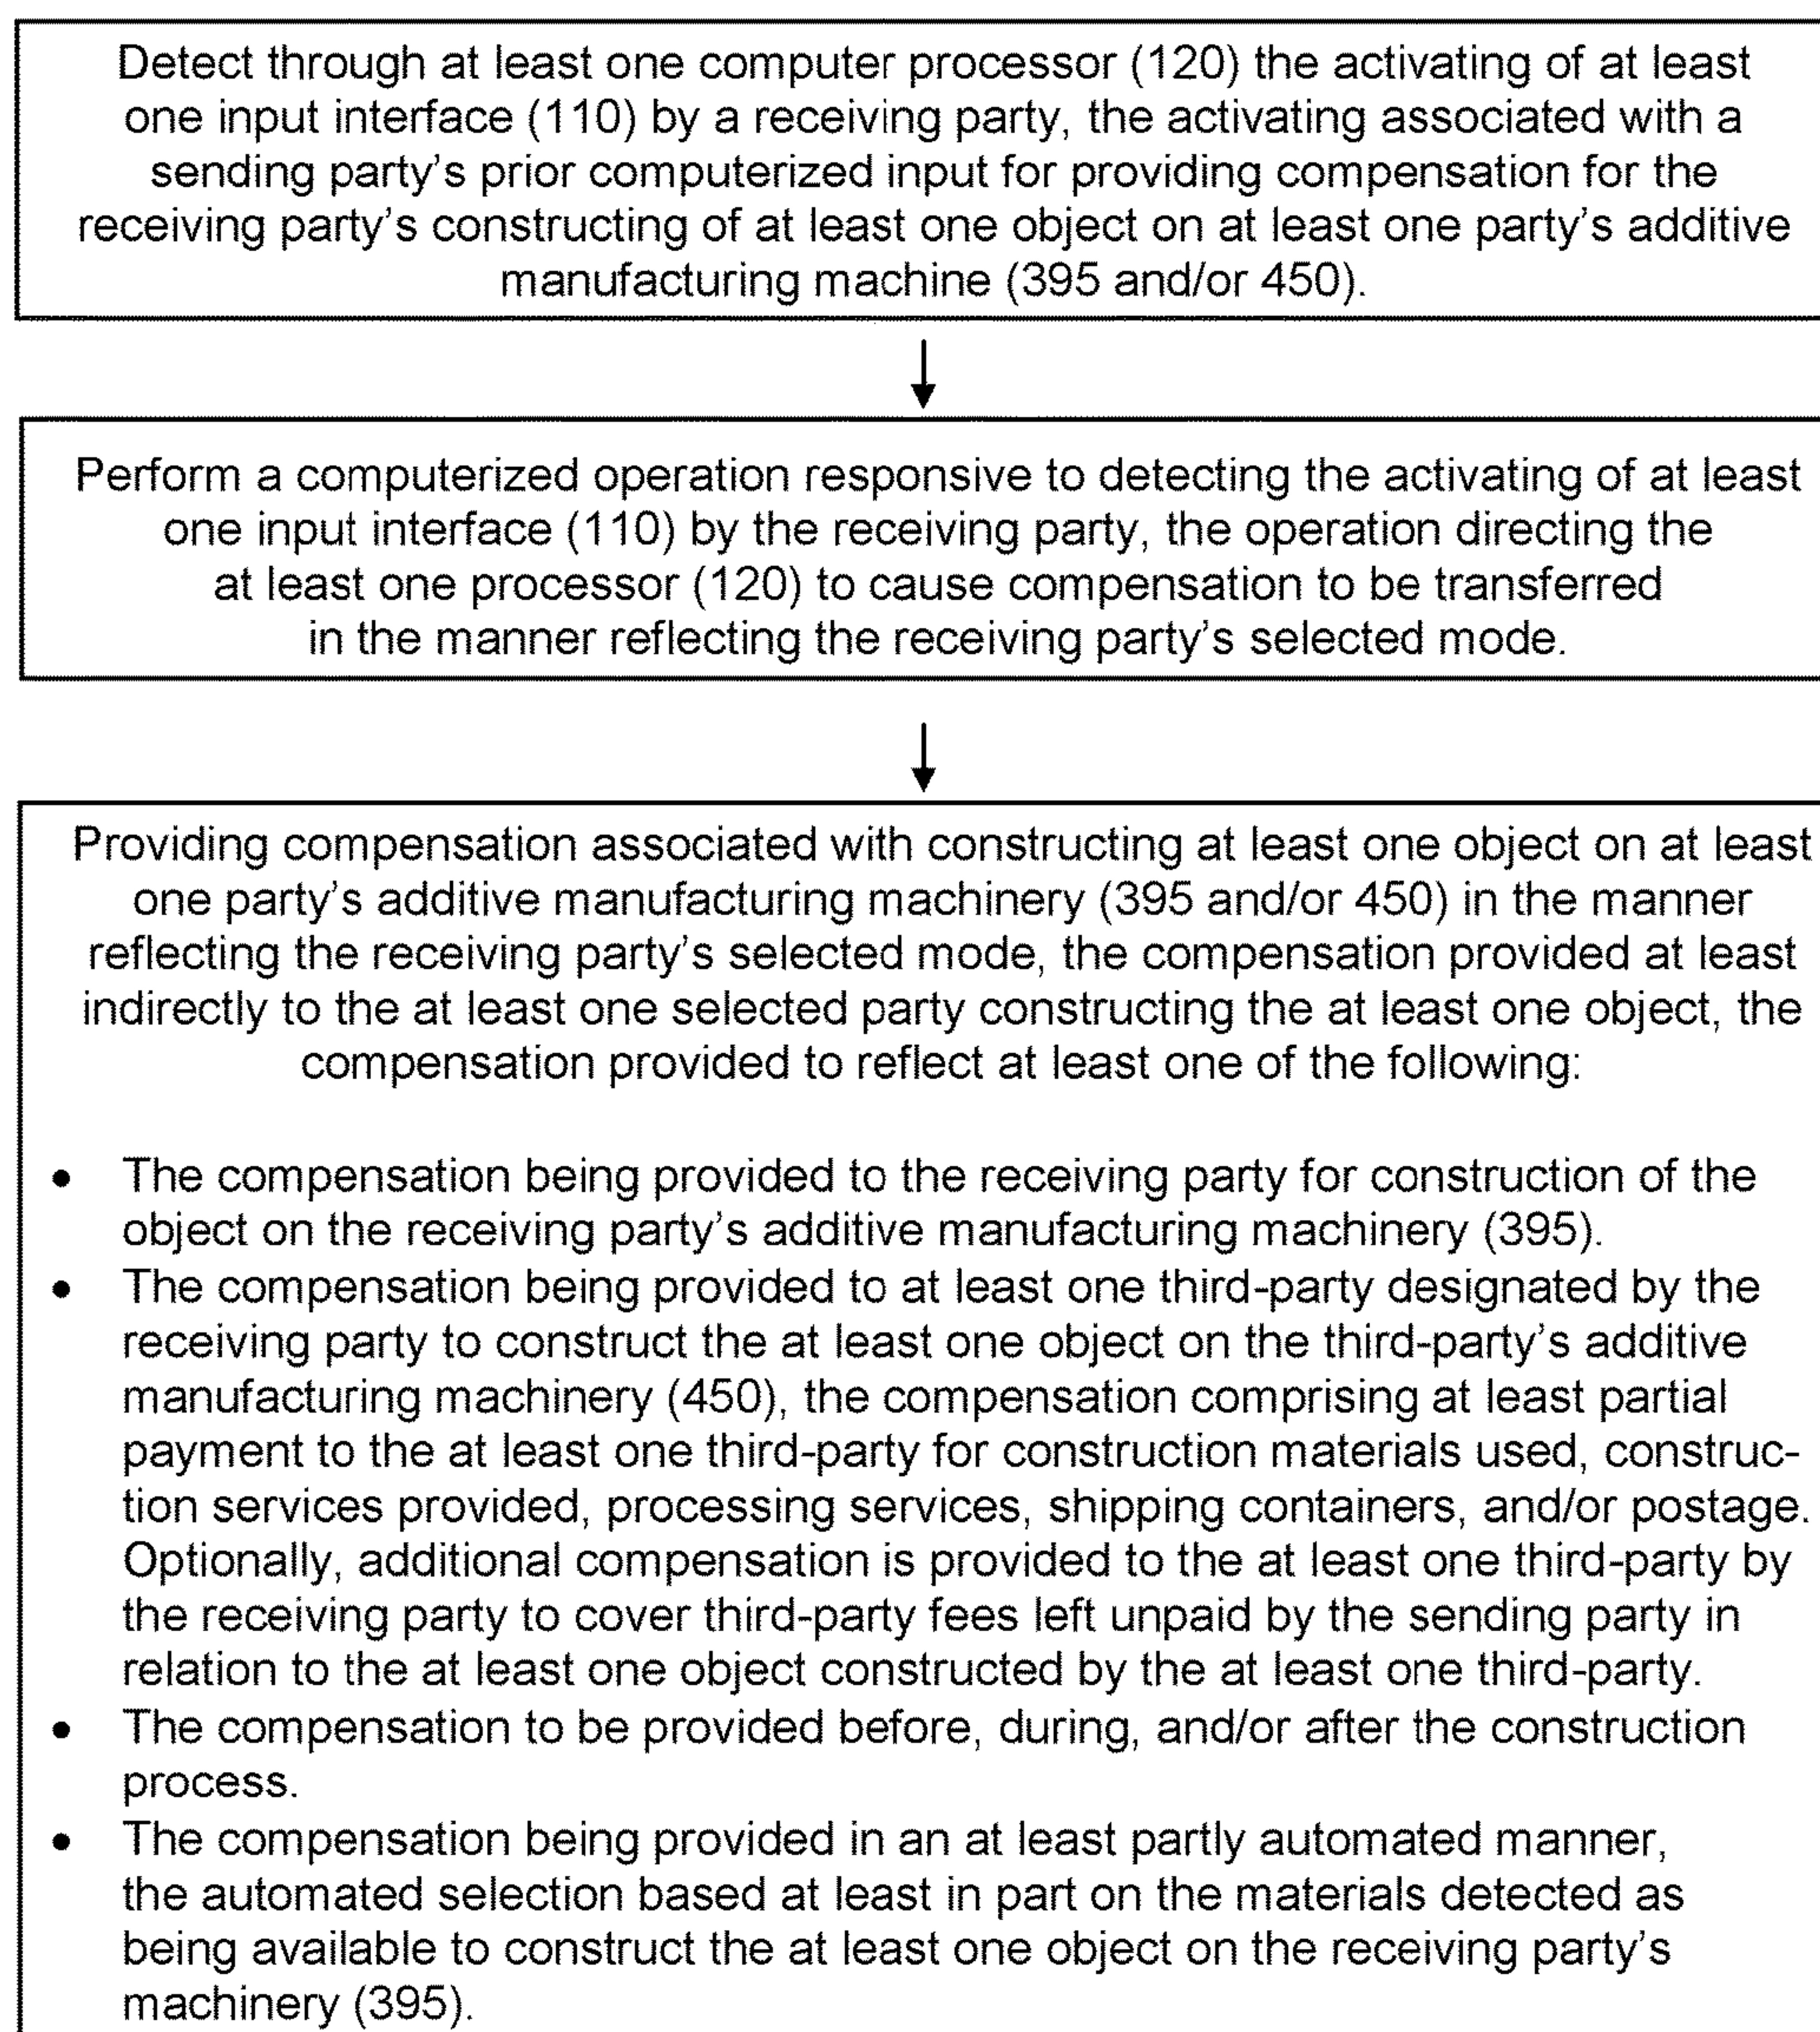 Detect through at least one computer processor (120) the activating of at least
one input interface (110) by a receiving party, the activating associated with a
sending party's prior computerized input for providing compensation for the
receiving party's constructing of at least one object on at least one party's additive
manufacturing machine (395 and/or 450).
Perform a computerized operation responsive to detecting the activating of at least
one input interface (110) by the receiving party, the operation directing the
at least one processor (120) to cause compensation to be transferred
in the manner reflecting the receiving party's selected mode.
Providing compensation associated with constructing at least one object on at least
one party's additive manufacturing machinery (395 and/or 450) in the manner
reflecting the receiving party's selected mode, the compensation provided at least
indirectly to the at least one selected party constructing the at least one object, the
compensation provided to reflect at least one of the following:
• The compensation being provided to the receiving party for construction of the
object on the receiving party's additive manufacturing machinery (395).
• The compensation being provided to at least one third-party designated by the
receiving party to construct the at least one object on the third-party's additive
manufacturing machinery (450), the compensation comprising at least partial
payment to the at least one third-party for construction materials used, construc-
tion services provided, processing services, shipping containers, and/or postage.
Optionally, additional compensation is provided to the at least one third-party by
the receiving party to cover third-party fees left unpaid by the sending party in
relation to the at least one object constructed by the at least one third-party.
• The compensation to be provided before, during, and/or after the construction
process.
• The compensation being provided in an at least partly automated manner,
the automated selection based at least in part on the materials detected as
being available to construct the at least one object on the receiving party's
machinery (395).